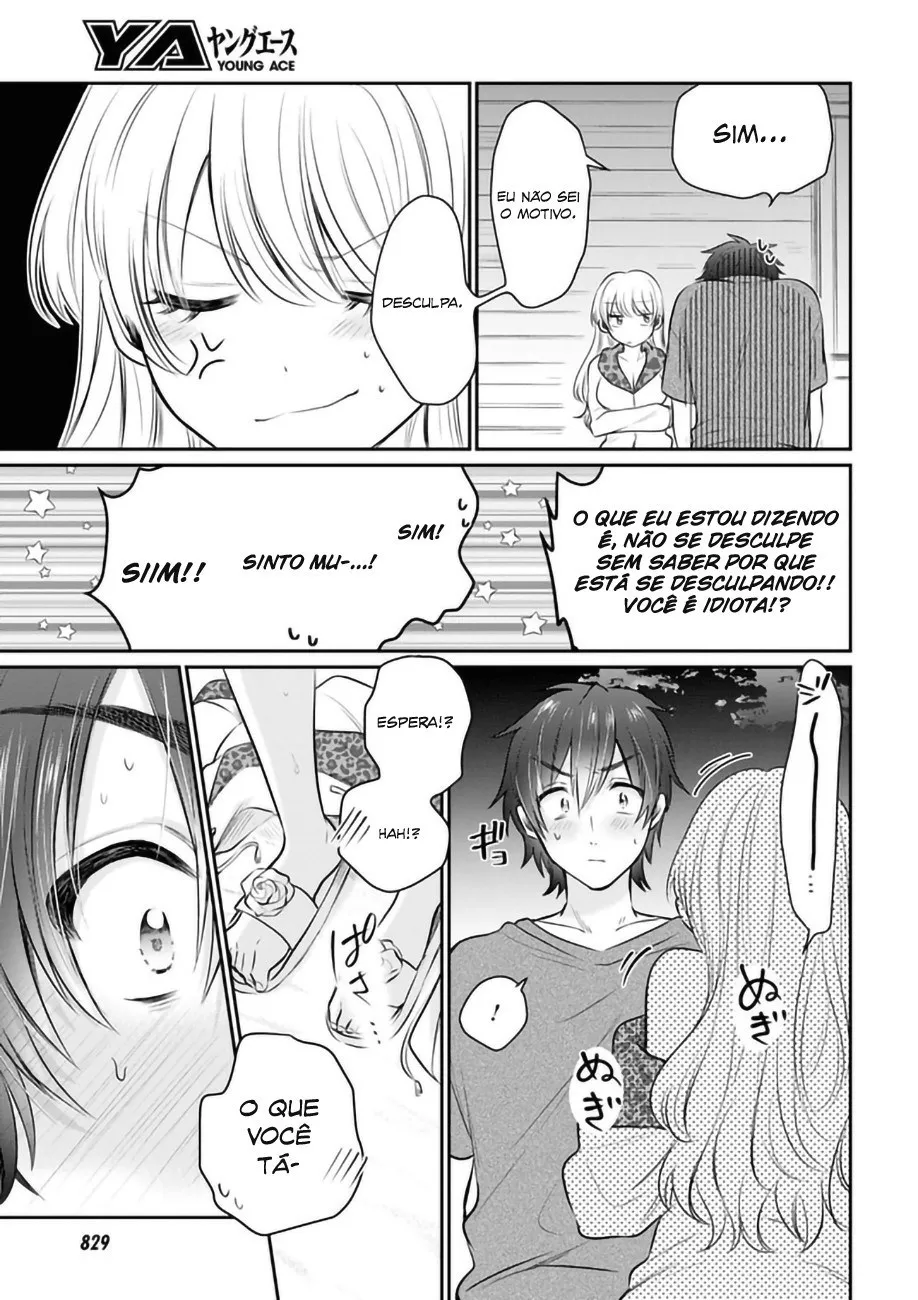 YA ヤングエース
YOUNG ACE
SIM...
EU NÃO SEI
O MOTIVO.
DESCULPA.
O QUE EU ESTOU DIZENDO
É, NÃO SE DESCULPE
SEM SABER POR QUE
ESTÁ SE DESCULPANDO!!
VOCÊ É IDIOTA!?
SIM!
SINTO MU-...!
SIIM!!
ギョ
!
ぬぎ
ぬぎ
ESPERA!?
HAH!?
ぱさ
O QUE
VOCÊ
TÁ-
829